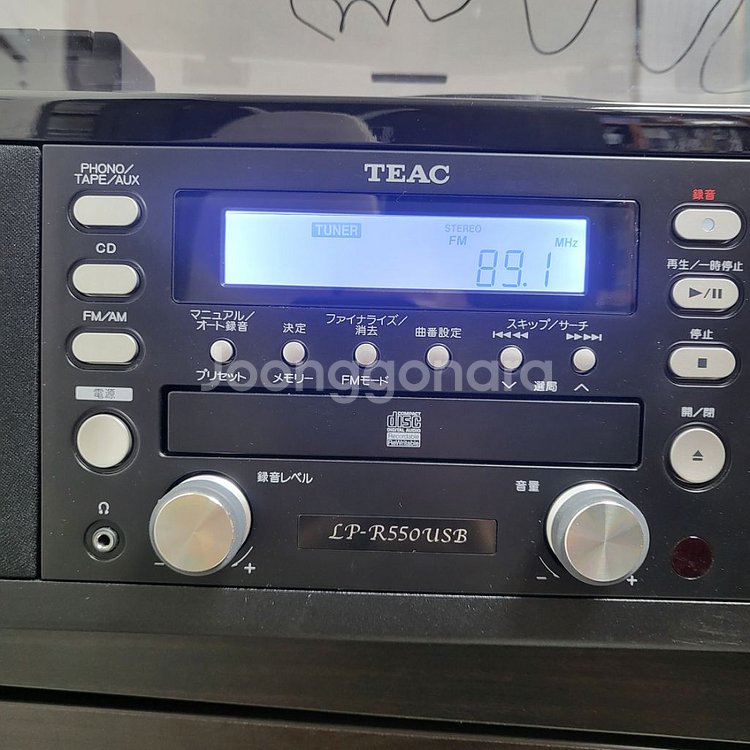 PHONO/
TAPE/AUX
TEAC
録音
TUNER
STEREO
FM
MHz
89.1
CD
再生/一時停止
FM/AM
マニュアル/
オート録音
決定
ファイナライズ/
消去
曲番設定
スキップ/サーチ
停止
プリセット
メモリー
FMモード
選局
Joonggonara
電源
COMPACT
disc
DIGITAL AUDIO
Recordable
ReWritable
開/閉
録音レベル
音量
LP-R550USB
- +
- +